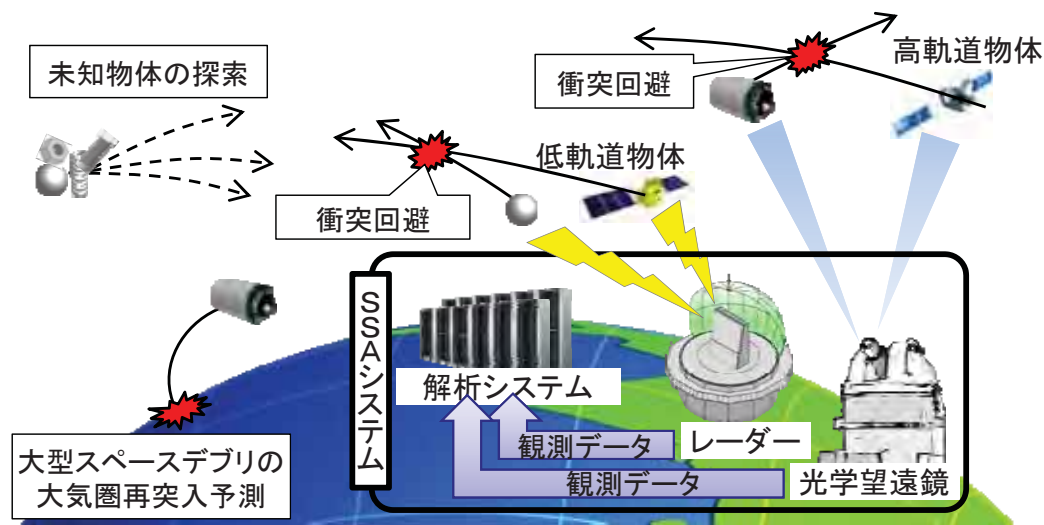 未知物体の探索
衝突回避
高軌道物体
低軌道物体
衝突回避
SSAシステム
解析システム
レーダー
観測データ
観測データ
光学望遠鏡
大型スペースデブリの
大気圏再突入予測